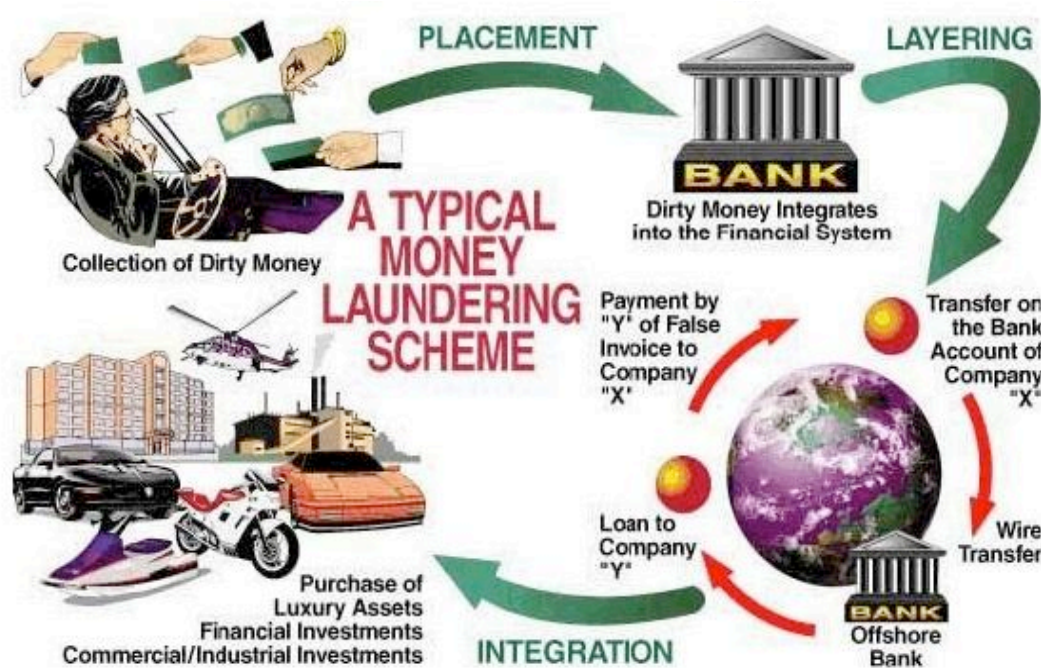 PLACEMENT
LAYERING
BANK
Dirty Money Integrates
into the Financial System
Collection of Dirty Money
A TYPICAL
MONEY
LAUNDERING
SCHEME
Payment by
"Y" of False
Invoice to
Company
"X"
Transfer on
the Bank
Account of
Company
"X"
Loan to
Company
"Y"
Wire
Transfer
BANK
Offshore
Bank
Purchase of
Luxury Assets
Financial Investments
Commercial/Industrial Investments
INTEGRATION